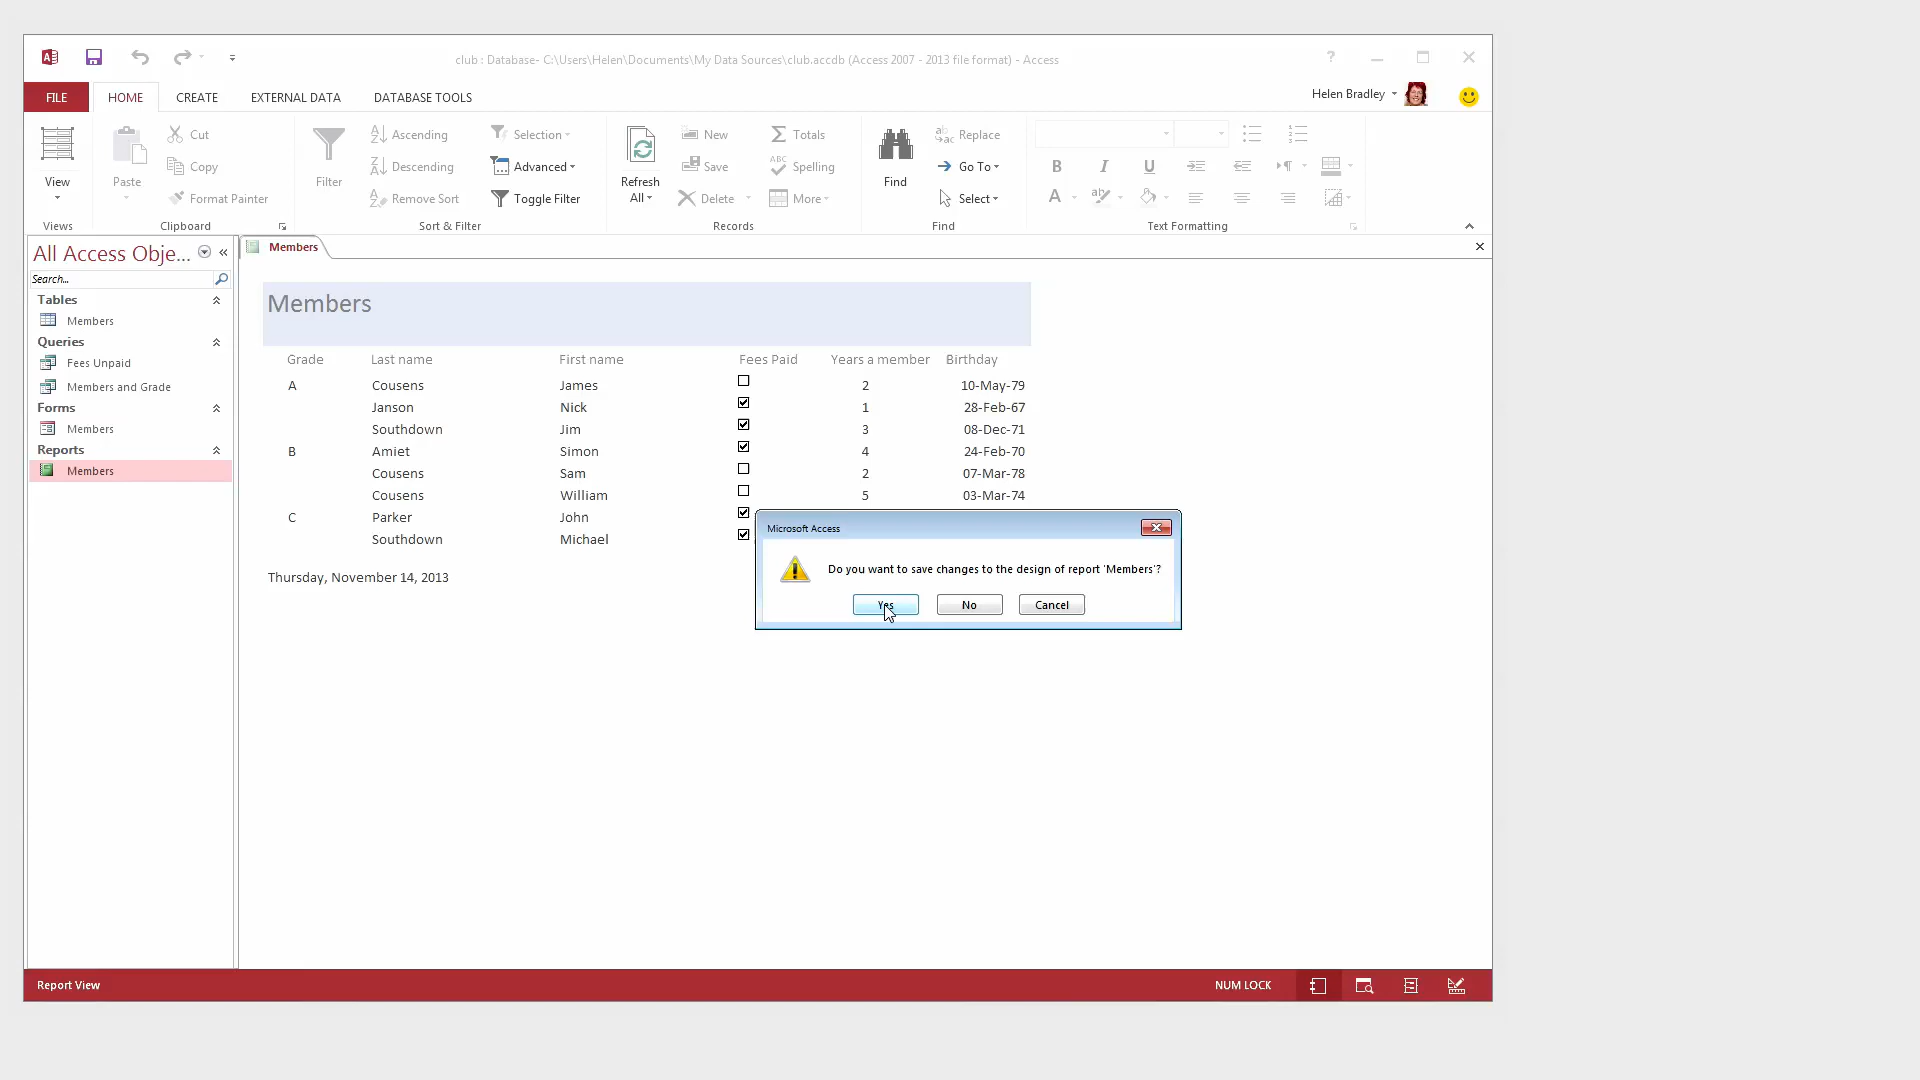 club : Database- C:\Users\Helen\Documents\My Data Sources\club.accdb (Access 2007 - 2013 file format) - Access
?
FILE HOME CREATE EXTERNAL DATA DATABASE TOOLS
Helen Bradley
View
Views
Paste
Cut
Copy
Format Painter
Clipboard
Filter
Ascending
Descending
Remove Sort
Selection
Advanced
Toggle Filter
Sort & Filter
Refresh
All
New
Save
Delete
Totals
Spelling
More
Records
Find
Replace
Go To
Select
Find
B I U
A
Text Formatting
All Access Obje...
Search...
Tables
Members
Queries
Fees Unpaid
Members and Grade
Forms
Members
Reports
Members
Members
Members
Grade Last name First name Fees Paid Years a member Birthday
A Cousens James 2 10-May-79
Janson Nick 1 28-Feb-67
Southdown Jim 3 08-Dec-71
B Amiet Simon 4 24-Feb-70
Cousens Sam 2 07-Mar-78
Cousens William 5 03-Mar-74
C Parker John
Southdown Michael
Thursday, November 14, 2013
Microsoft Access
Do you want to save changes to the design of report 'Members'?
Yes No Cancel
Report View
NUM LOCK